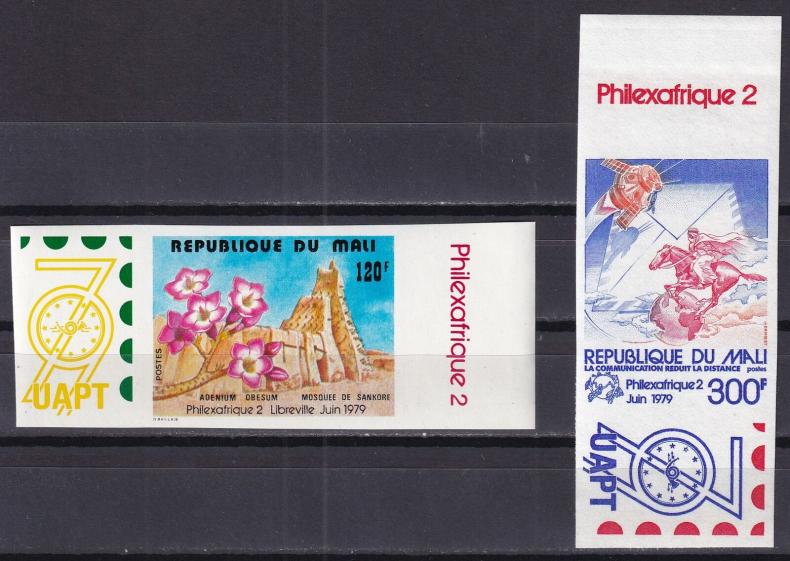 REPUBLIQUE DU MALI
120F
POSTES
ADENIUM OBESUM MOSQUEE DE SANKORE
Philexafrique 2 Libreville Juin 1979
UAPT
Philexafrique 2
Philexafrique 2
REPUBLIQUE DU MALI
LA COMMUNICATION REDUIT LA DISTANCE postes
Philexafrique 2
Juin 1979
300F
UAPT